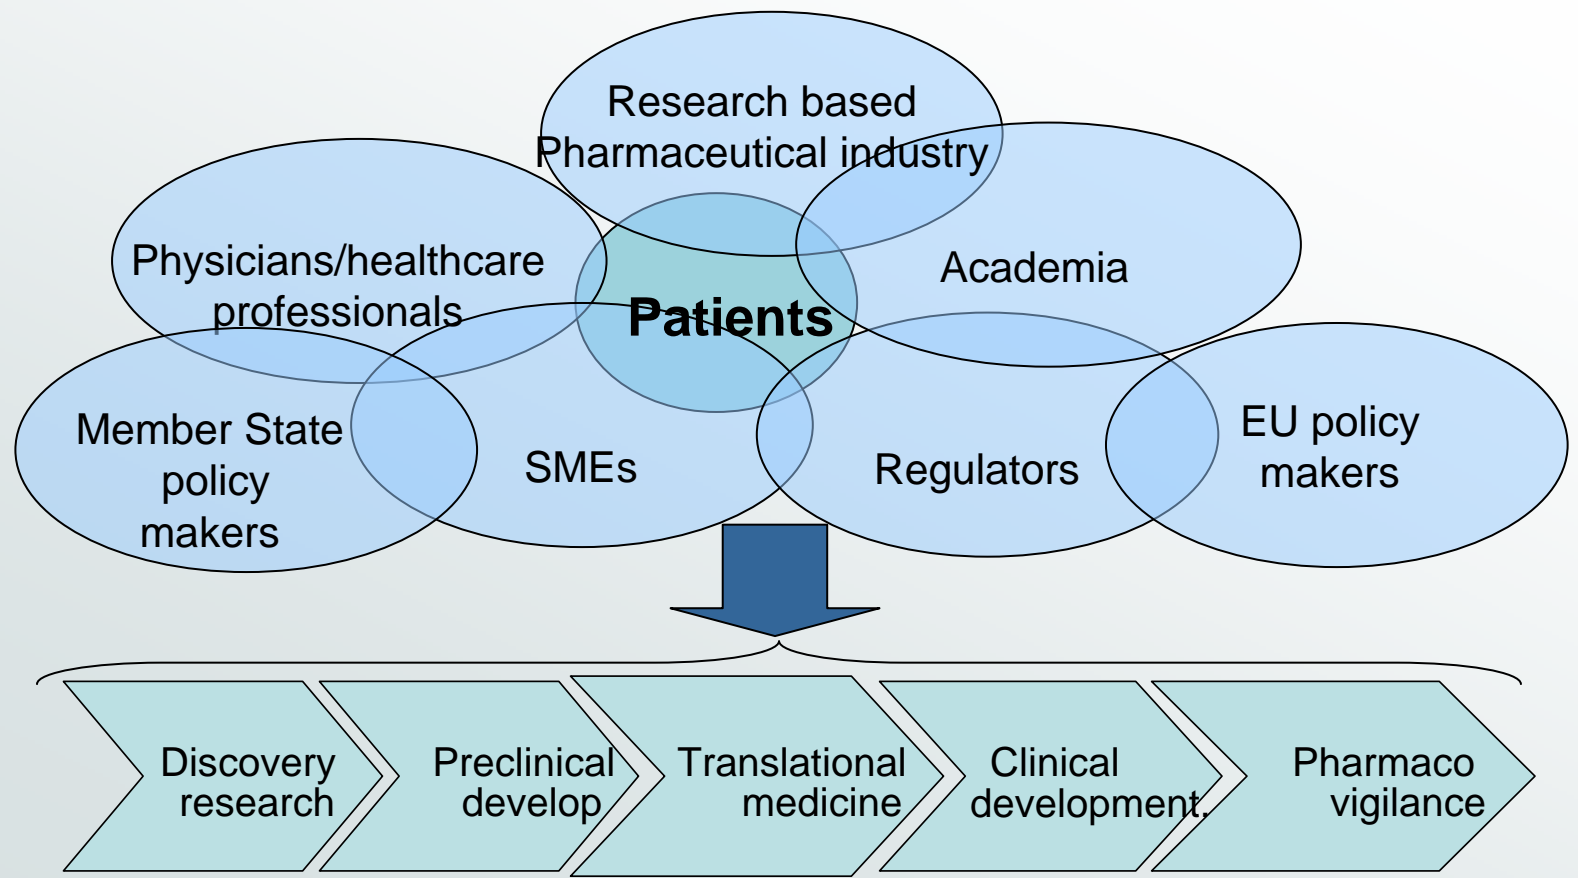 Research based
Pharmaceutical industry
Physicians/healthcare
professionals
Patients
Academia
Member State
policy
makers
SMEs
Regulators
EU policy
makers
Discovery
research
Preclinical
develop
Translational
medicine
Clinical
development.
Pharmaco
vigilance